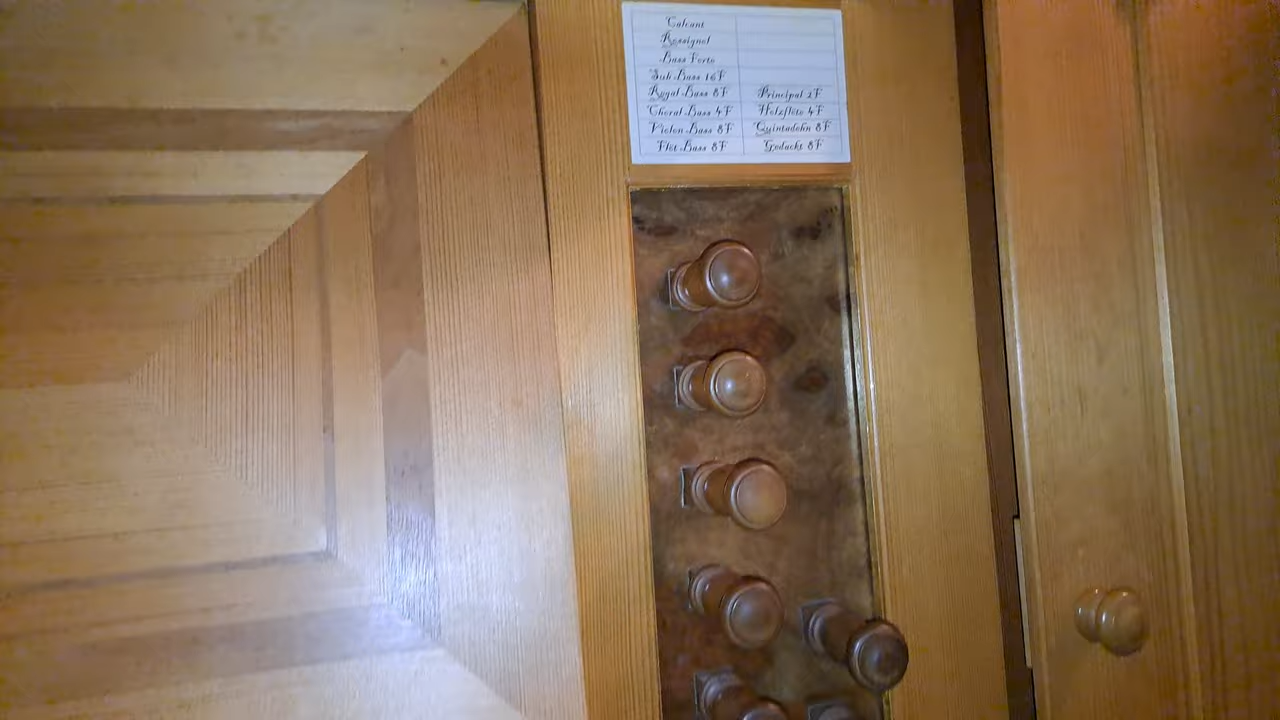 Calcant
Rossignol
Bass Forte
Sub Bass 16F
Royal Bass 8F Principal 2F
Choral Bass 4F Holzflöte 4F
Violon Bass 8F Quintadehn 8F
Flöt Bass 8F Gedackt 8F